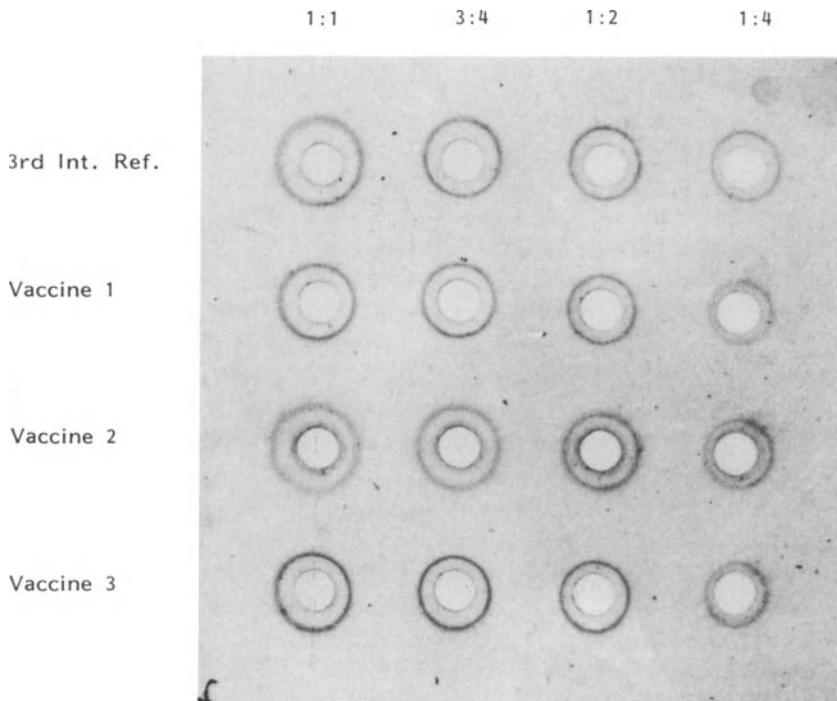 1:1 3:4 1:2 1:4
3rd Int. Ref.
Vaccine 1
Vaccine 2
Vaccine 3